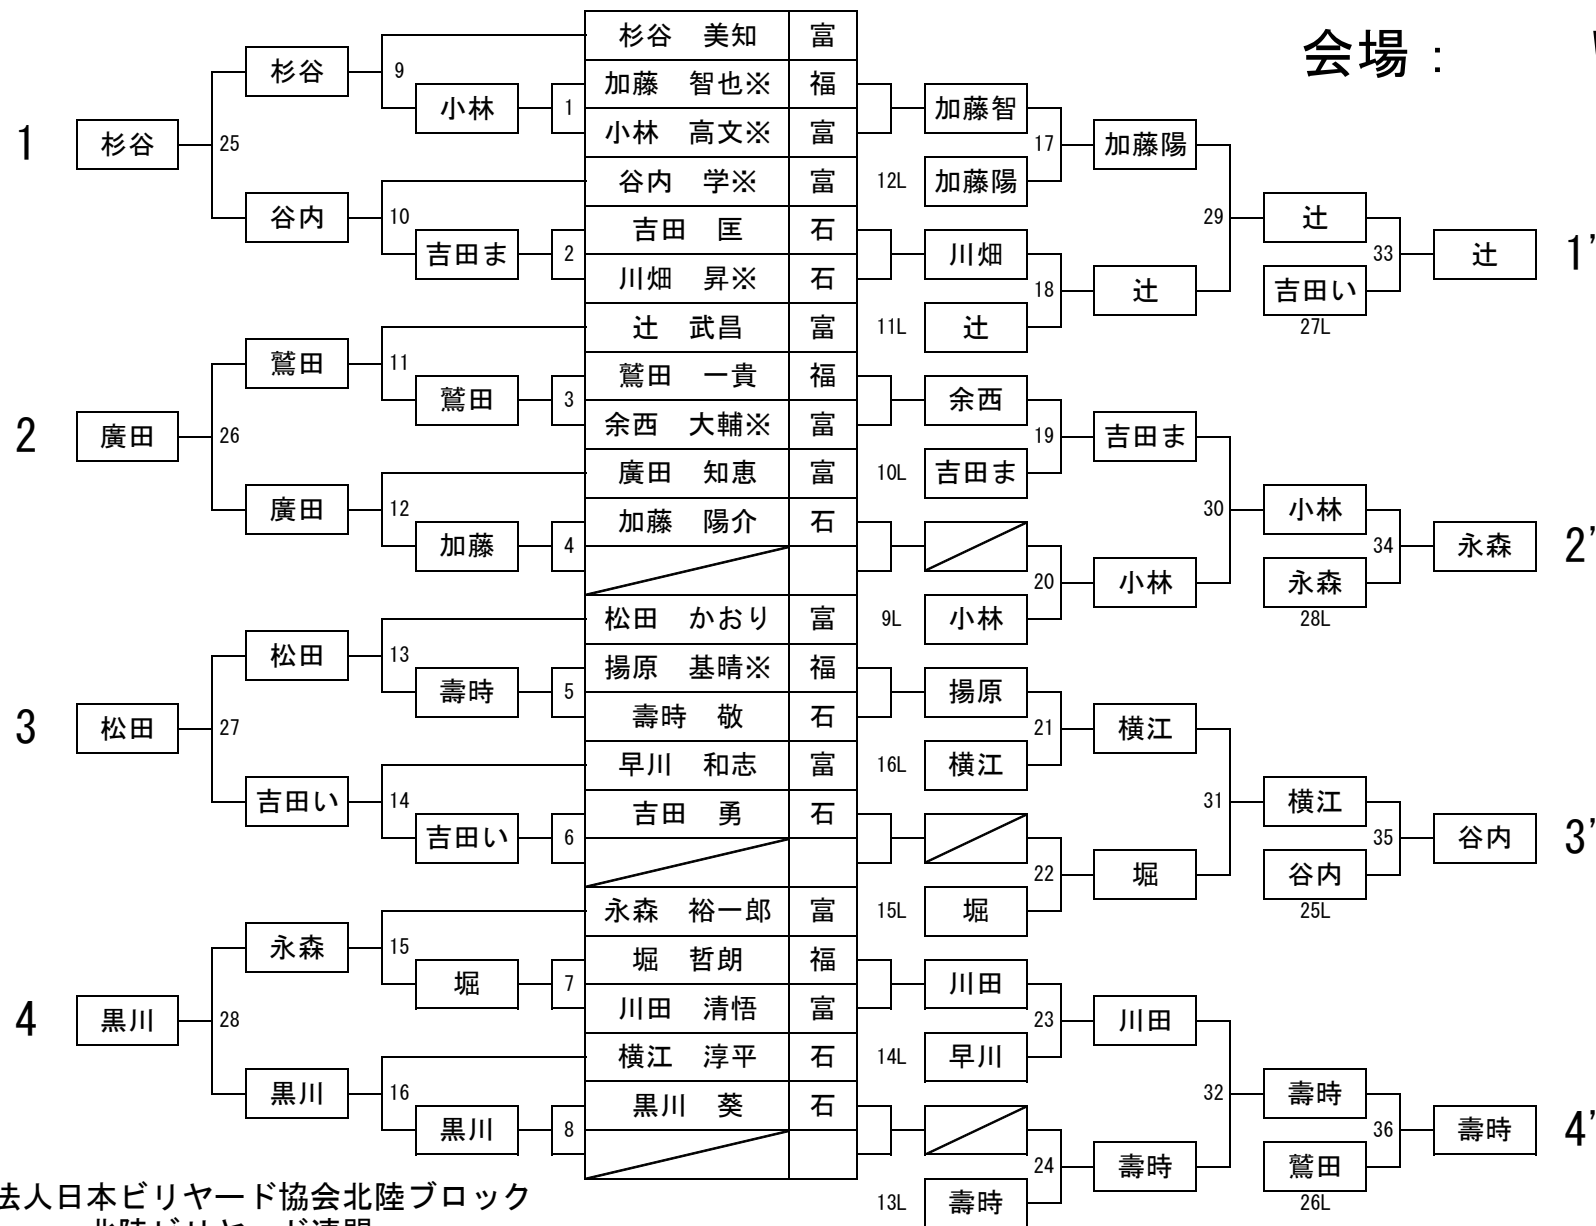 会場：
杉谷　美知 富
加藤　智也※ 福
小林　高文※ 富
谷内　学※ 富
吉田　匡 石
川畑　昇※ 石
辻　武昌 富
鷲田　一貴 福
余西　大輔※ 富
廣田　知恵 富
加藤　陽介 石
松田　かおり 富
揚原　基晴※ 福
壽時　敬 石
早川　和志 富
吉田　勇 石
永森　裕一郎 富
堀　哲朗 福
川田　清悟 富
横江　淳平 石
黒川　葵 石
1 杉谷 25
杉谷 9
小林 1
谷内 10
吉田ま 2
2 廣田 26
鷲田 11
鷲田 3
廣田 12
加藤 4
3 松田 27
松田 13
壽時 5
吉田い 14
吉田い 6
4 黒川 28
永森 15
堀 7
黒川 16
黒川 8
加藤智 17
12L 加藤陽
加藤陽 29
川畑 18
11L 辻
辻
辻 33
吉田い
27L
辻 1'
余西 19
10L 吉田ま
吉田ま 30
20
9L 小林
小林
小林 34
永森
28L
永森 2'
揚原 21
16L 横江
横江 31
22
15L 堀
堀
横江 35
谷内
25L
谷内 3'
川田 23
14L 早川
川田 32
24
13L 壽時
壽時
壽時 36
鷲田
26L
壽時 4'
法人日本ビリヤード協会北陸ブロック